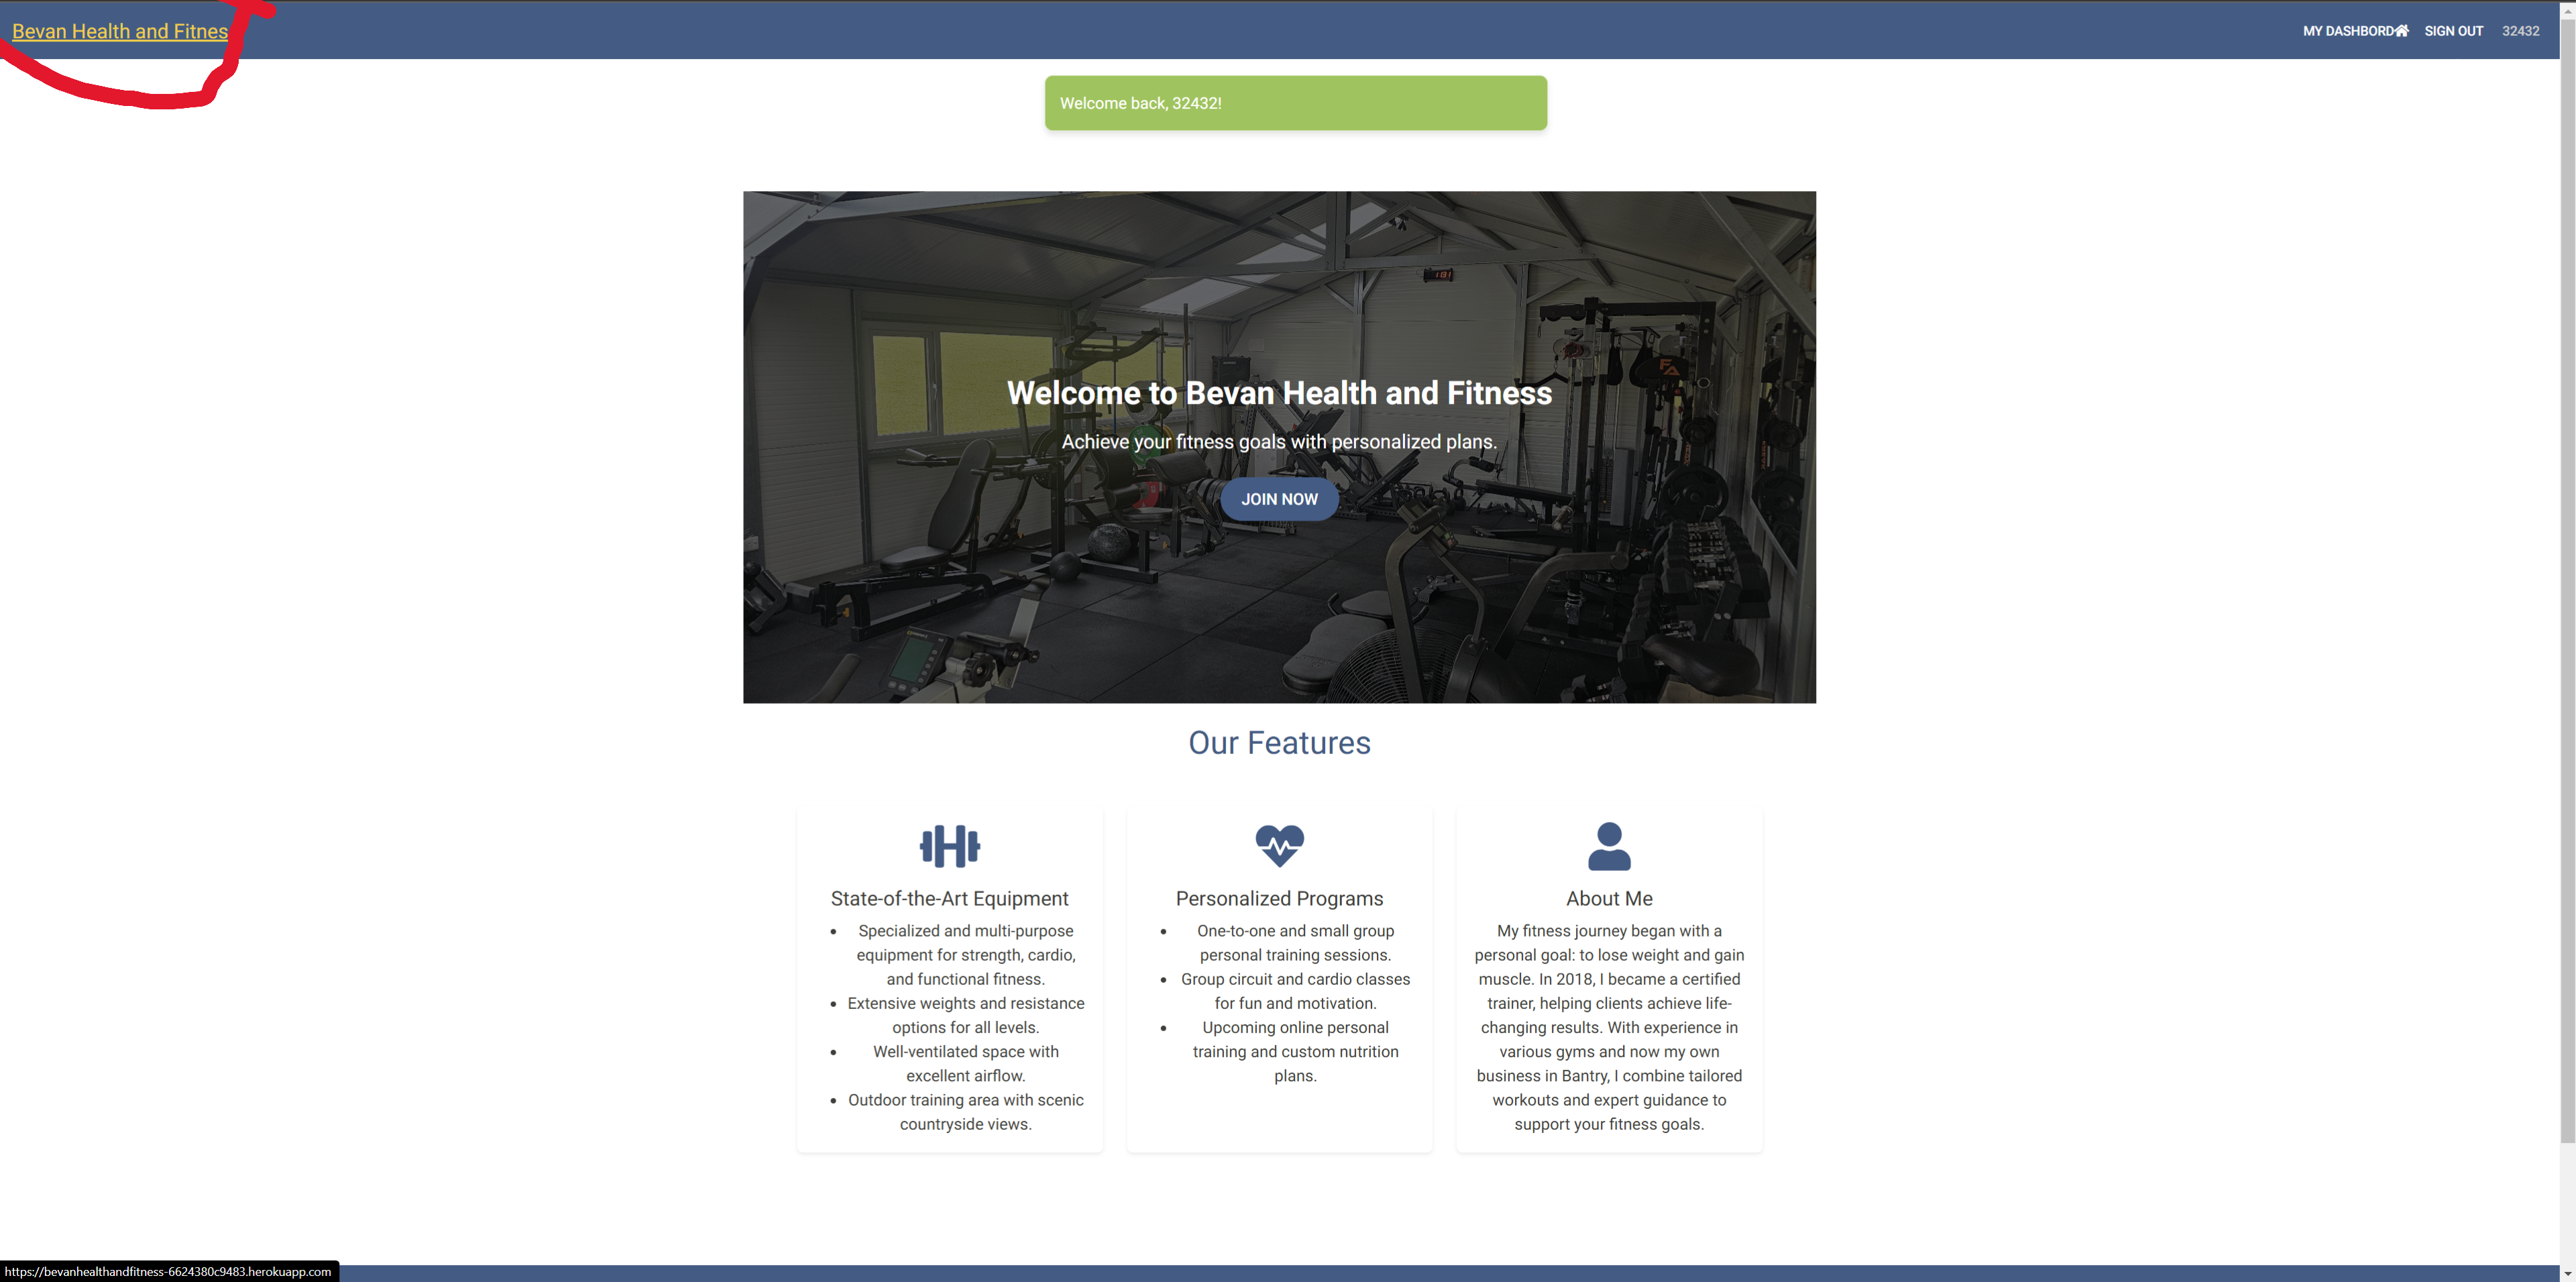 Bevan Health and Fitnes
MY DASHBORD
SIGN OUT
32432
Welcome back, 32432!
Welcome to Bevan Health and Fitness
Achieve your fitness goals with personalized plans.
JOIN NOW
Our Features
State-of-the-Art Equipment
Specialized and multi-purpose
equipment for strength, cardio,
and functional fitness.
Extensive weights and resistance
options for all levels.
Well-ventilated space with
excellent airflow.
Outdoor training area with scenic
countryside views.
Personalized Programs
One-to-one and small group
personal training sessions.
Group circuit and cardio classes
for fun and motivation.
Upcoming online personal
training and custom nutrition
plans.
About Me
My fitness journey began with a
personal goal: to lose weight and gain
muscle. In 2018, I became a certified
trainer, helping clients achieve life-
changing results. With experience in
various gyms and now my own
business in Bantry, I combine tailored
workouts and expert guidance to
support your fitness goals.
https://bevanhealthandfitness-6624380c9483.herokuapp.com